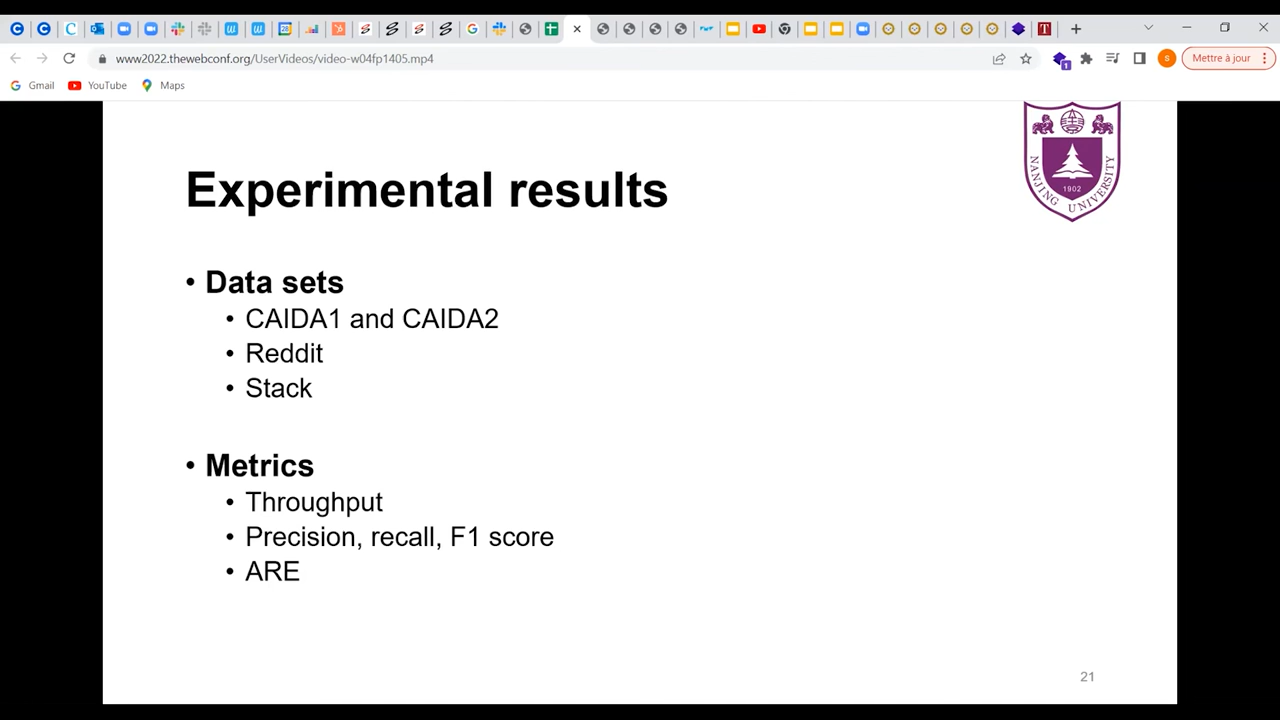 www2022.thewebconf.org/UserVideos/video-w04fp1405.mp4
1
S
Mettre à jour
Gmail
YouTube
Maps
NANJING UNIVERSITY
1902
Experimental results
• Data sets
• CAIDA1 and CAIDA2
• Reddit
• Stack
• Metrics
• Throughput
• Precision, recall, F1 score
• ARE
21